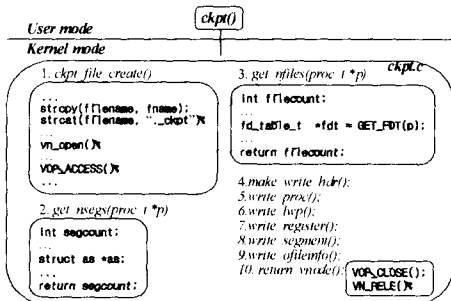 ckpt()
User mode
Kernel mode
ckpt.c
1. ckpt_file_create()
...
strcpy(filename, fname);
strcat(filename, "._ckpt")
...
vn_open()
...
VOP_ACCESS()
...
2. get_nsegs(proc_t *p)
int segcount;
...
struct as *as;
...
return segcount;
3. get_nfiles(proc_t *p)
int filecount;
...
fd_table_t *fdt = GET_FDT(p);
...
return filecount;
4.make_write_hdr();
5.write_proc();
6.write_lwp();
7.write_register();
8.write_segment();
9.write_ofileinfo();
10. return_vnode();
VOP_CLOSE();
VN_RELE()